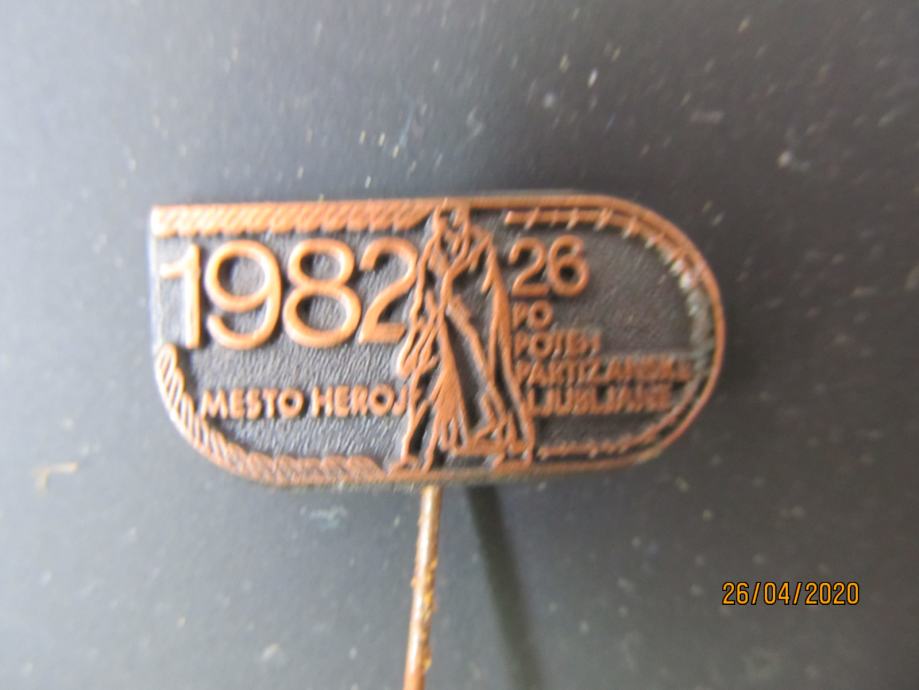 1982
MESTO HEROJ
26
PO
POTEH
PARTIZANSKE
LJUBLJANE
26/04/2020